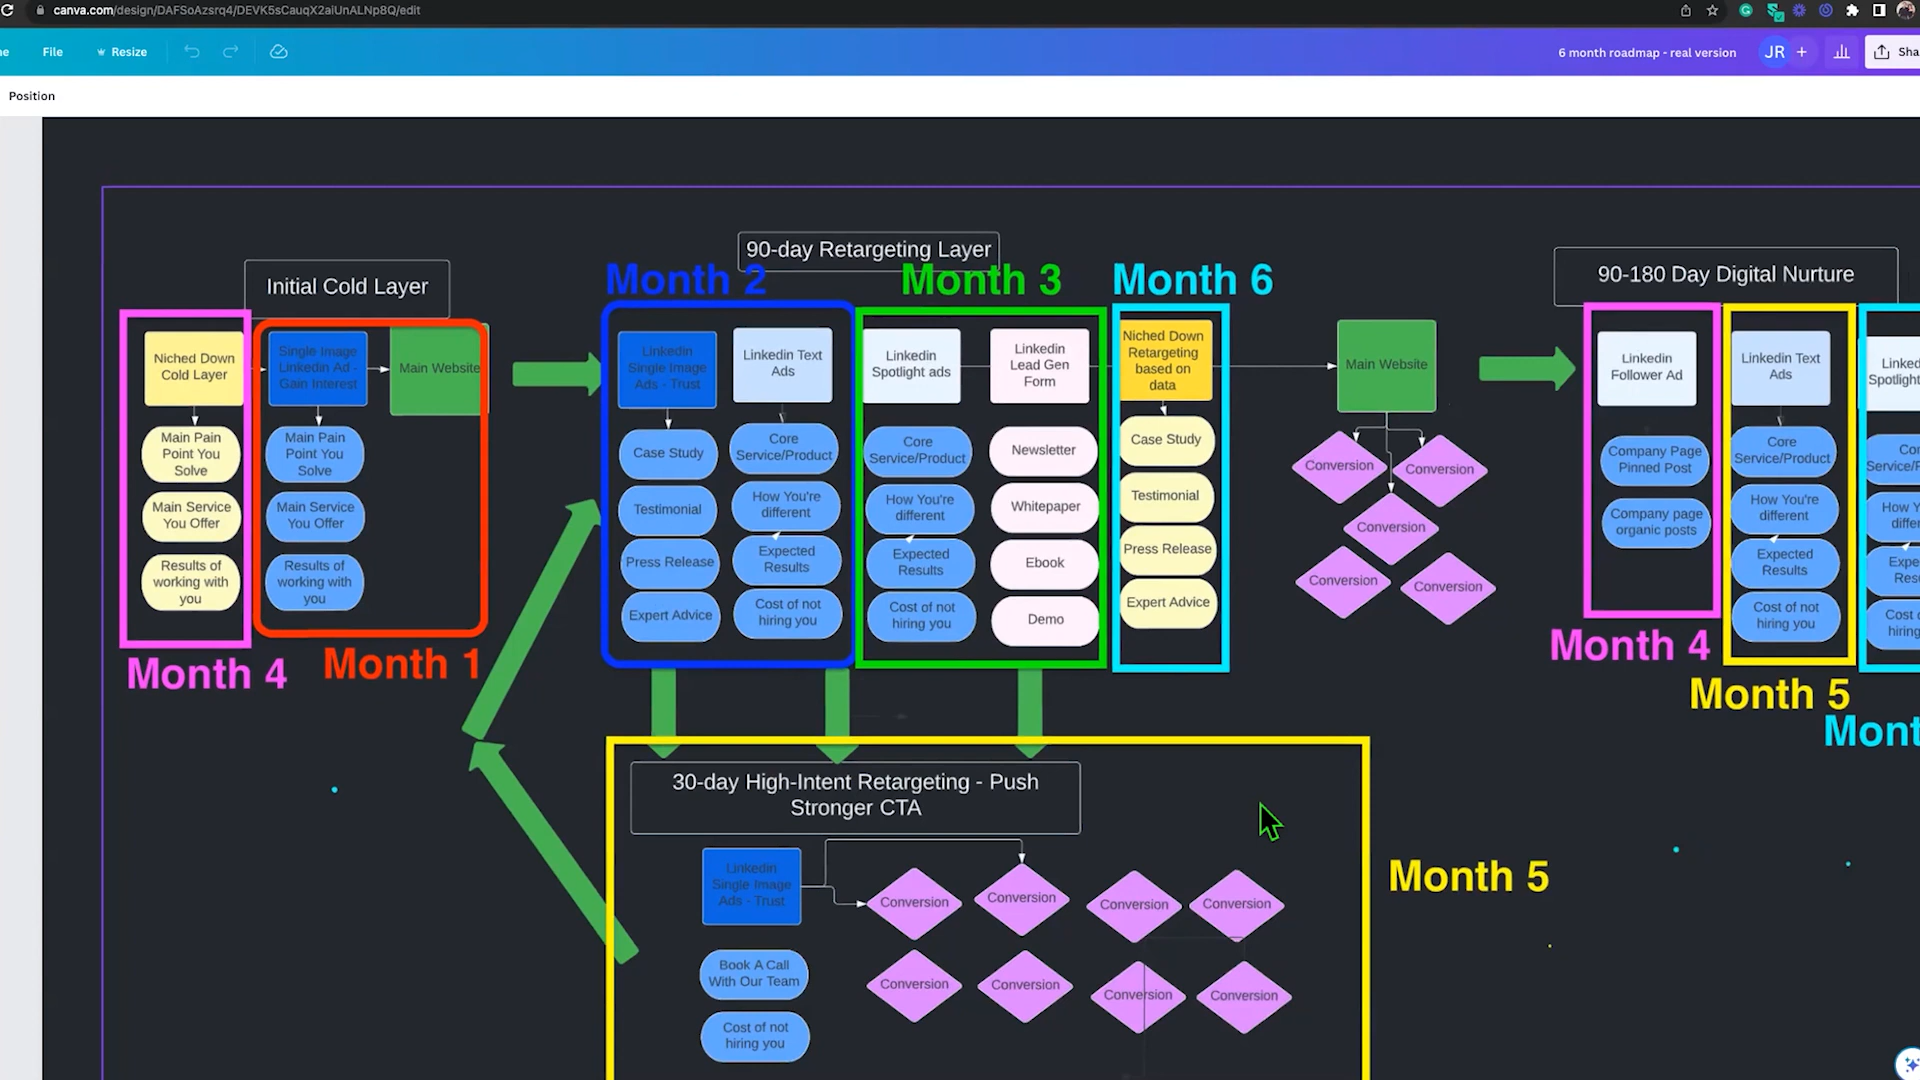 canva.com/design/DAFSoAzsrq4/DEVK5sCauqX2aiUnALNp8Q/edit
File
Resize
6 month roadmap - real version
JR
+
Sha
Position
90-day Retargeting Layer
Initial Cold Layer
Month 2
Month 3
Month 6
90-180 Day Digital Nurture
Niched Down
Cold Layer
Single Image
Linkedin Ad -
Gain Interest
Main Website
Linkedin
Single Image
Ads - Trust
Linkedin Text
Ads
Linkedin
Spotlight ads
Linkedin
Lead Gen
Form
Niched Down
Retargeting
based on
data
Main Website
Linkedin
Follower Ad
Linkedin Text
Ads
Spotlight
Main Pain
Point You
Solve
Main Service
You Offer
Results of
working with
you
Main Pain
Point You
Solve
Main Service
You Offer
Results of
working with
you
Case Study
Testimonial
Press Release
Expert Advice
Core
Service/Product
How You're
different
Expected
Results
Cost of not
hiring you
Core
Service/Product
How You're
different
Expected
Results
Cost of not
hiring you
Newsletter
Whitepaper
Ebook
Demo
Case Study
Testimonial
Press Release
Expert Advice
Conversion
Conversion
Conversion
Conversion
Conversion
Company Page
Pinned Post
Company page
organic posts
Core
Service/Product
How You're
different
Expected
Results
Cost of not
hiring you
Month 4
Month 1
Month 4
Month 5
Mont
30-day High-Intent Retargeting - Push
Stronger CTA
Linkedin
Single Image
Ads - Trust
Book A Call
With Our Team
Cost of not
hiring you
Conversion
Conversion
Conversion
Conversion
Conversion
Conversion
Conversion
Conversion
Month 5